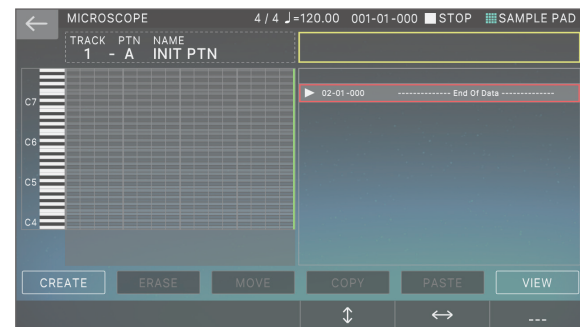 MICROSCOPE 4 / 4 ♩=120.00 001-01-000 STOP SAMPLE PAD
TRACK PTN NAME
1 - A INIT PTN
C7
02-01-000 -------------- End Of Data --------------
C6
C5
C4
CREATE ERASE MOVE COPY PASTE VIEW
---